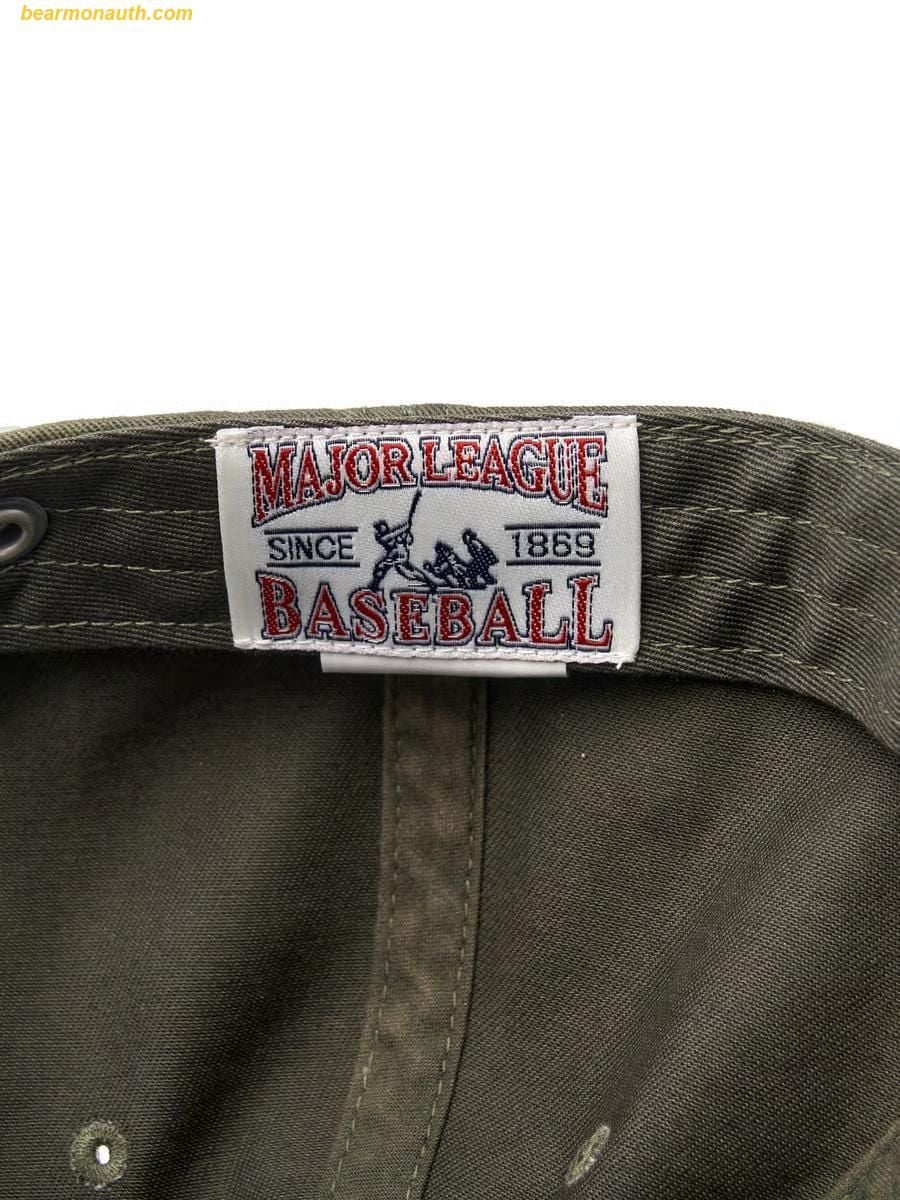 bearmonauth.com
MAJOR LEAGUE
SINCE 1869
BASEBALL